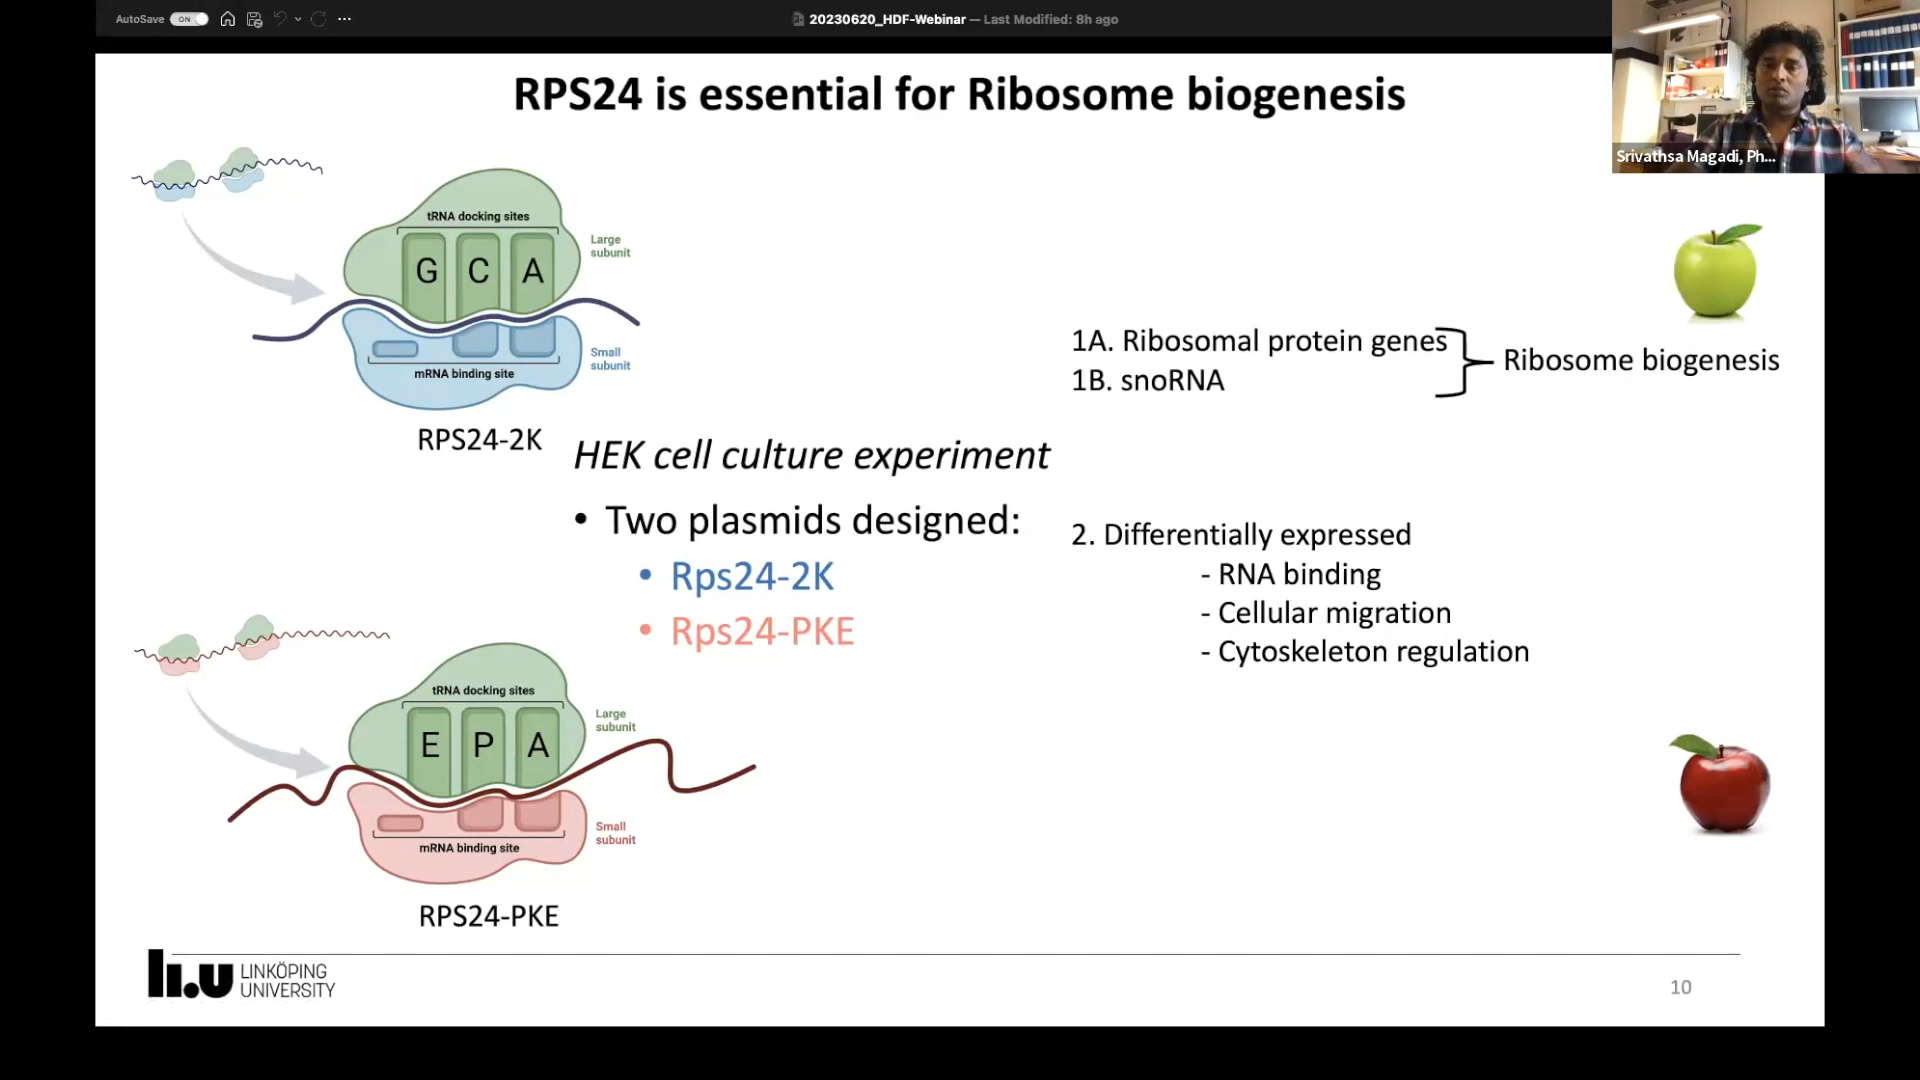 AutoSave ON
20230620_HDF-Webinar — Last Modified: 8h ago
Srivathsa Magadi, Ph...
RPS24 is essential for Ribosome biogenesis
tRNA docking sites
Large
subunit
G C A
Small
subunit
mRNA binding site
RPS24-2K
1A. Ribosomal protein genes
1B. snoRNA
Ribosome biogenesis
HEK cell culture experiment
• Two plasmids designed:
• Rps24-2K
• Rps24-PKE
2. Differentially expressed
- RNA binding
- Cellular migration
- Cytoskeleton regulation
tRNA docking sites
Large
subunit
E P A
Small
subunit
mRNA binding site
RPS24-PKE
li.u LINKÖPING
UNIVERSITY
10